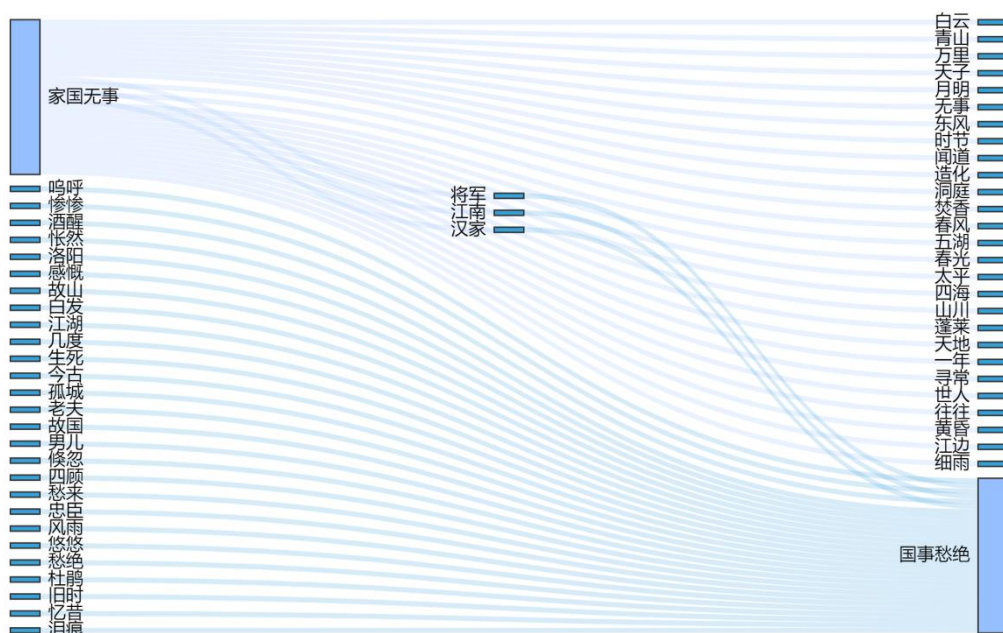 家国无事
呜呼
惨惨
酒醒
怅然
洛阳
感慨
故山
白发
江湖
几度
生死
今古
孤城
老夫
故国
男儿
倏忽
四顾
愁来
忠臣
风雨
悠悠
愁绝
杜鹃
旧时
忆昔
泪痕
将军
江南
汉家
白云
青山
万里
天子
月明
无事
东风
时节
闻道
造化
洞庭
焚香
春风
五湖
春光
太平
四海
山川
蓬莱
天地
一年
寻常
世人
往往
黄昏
江边
细雨
国事愁绝